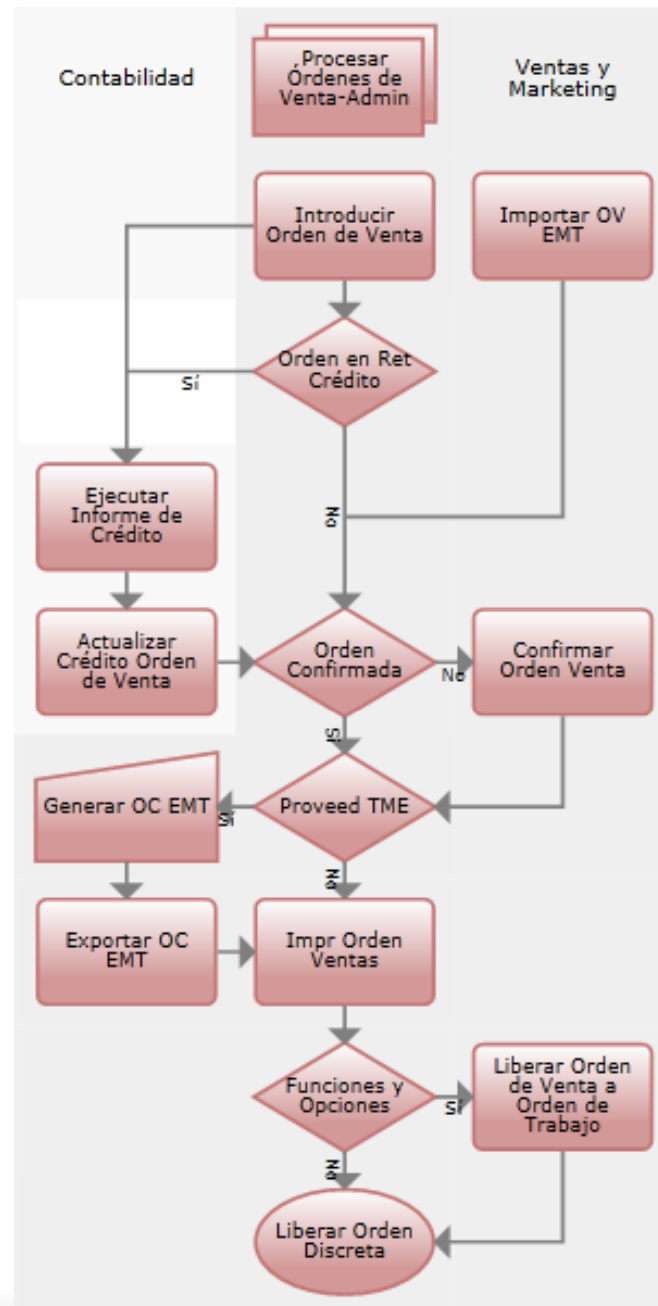 Contabilidad
Procesar
Órdenes de
Venta-Admin
Ventas y
Marketing
Introducir
Orden de Venta
Importar OV
EMT
Orden en Ret
Crédito
Sí
No
Ejecutar
Informe de
Crédito
Actualizar
Crédito Orden
de Venta
Orden
Confirmada
No
Confirmar
Orden Venta
Sí
Generar OC EMT
Sí
Proveed TME
No
Exportar OC
EMT
Impr Orden
Ventas
Funciones y
Opciones
Sí
Liberar Orden
de Venta a
Orden de
Trabajo
No
Liberar Orden
Discreta